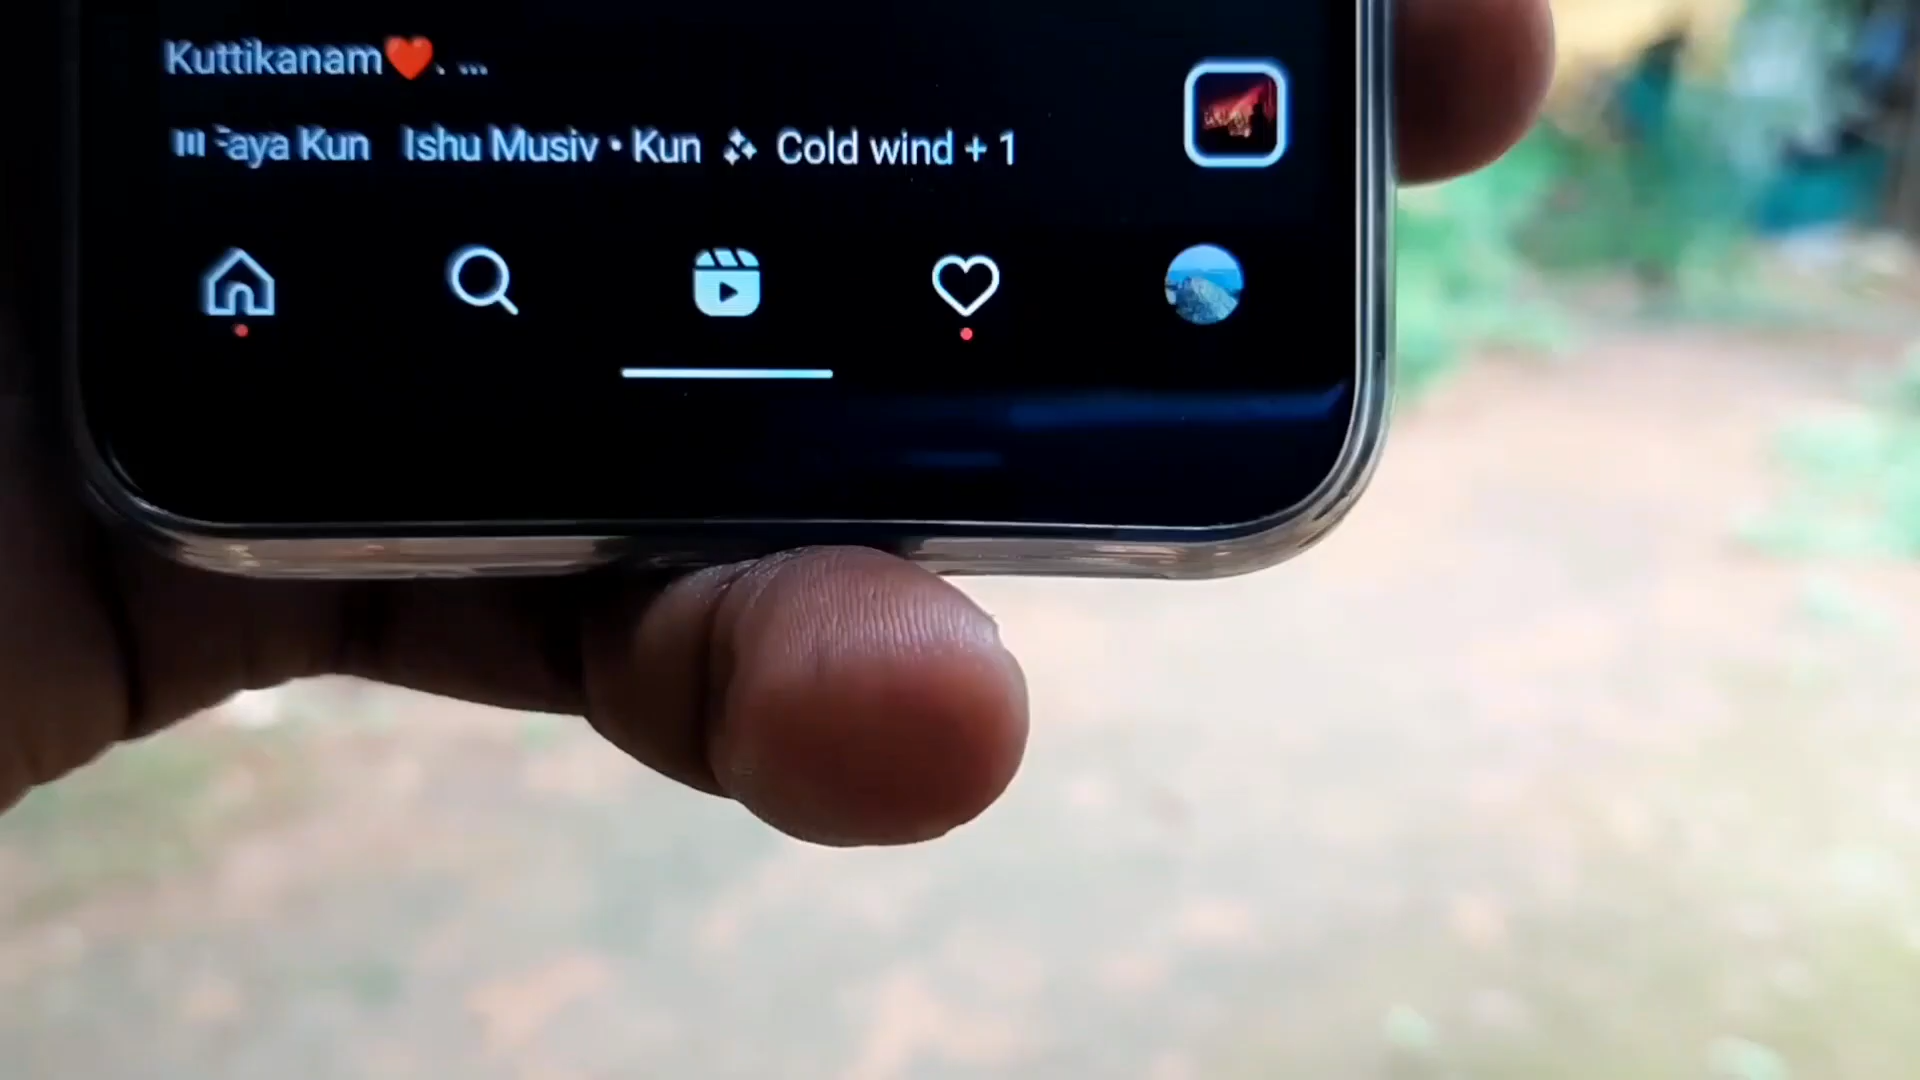 Kuttikanam❤️. ...
aya Kun Ishu Musiv • Kun Cold wind + 1